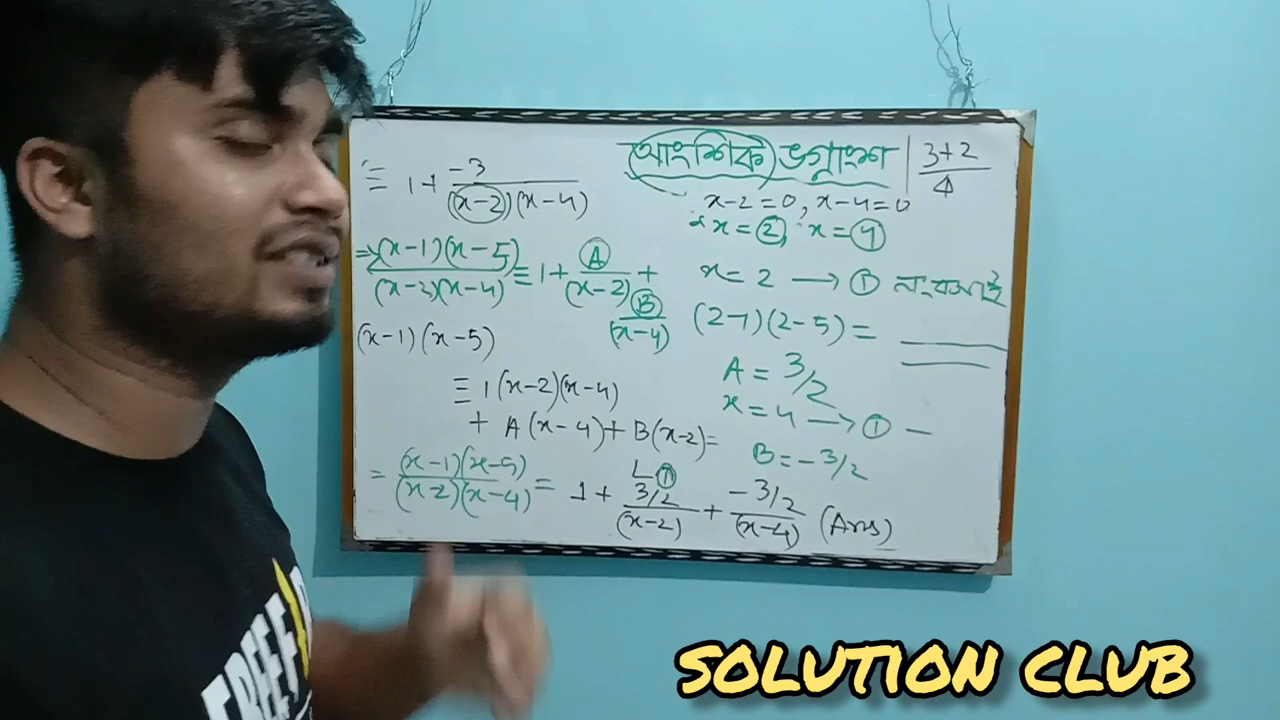 আংশিক ভগ্নাংশ
3+2/4
≡ 1+ -3/(x-2)(x-4)
x-2=0, x-4=0
x=2, x=4
⇒ (x-1)(x-5)/(x-2)(x-4) ≡ 1+ A/(x-2) + B/(x-4)
(x-1)(x-5)
≡ 1(x-2)(x-4)
+ A(x-4)+B(x-2)=
L→①
x=2 → ① নং
(2-1)(2-5)=
A = 3/2
x=4 → ① —
B=-3/2
= (x-1)(x-5)/(x-2)(x-4) = 1+ 3/2/(x-2) + -3/2/(x-4) (Ans)
FREEF
SOLUTION CLUB